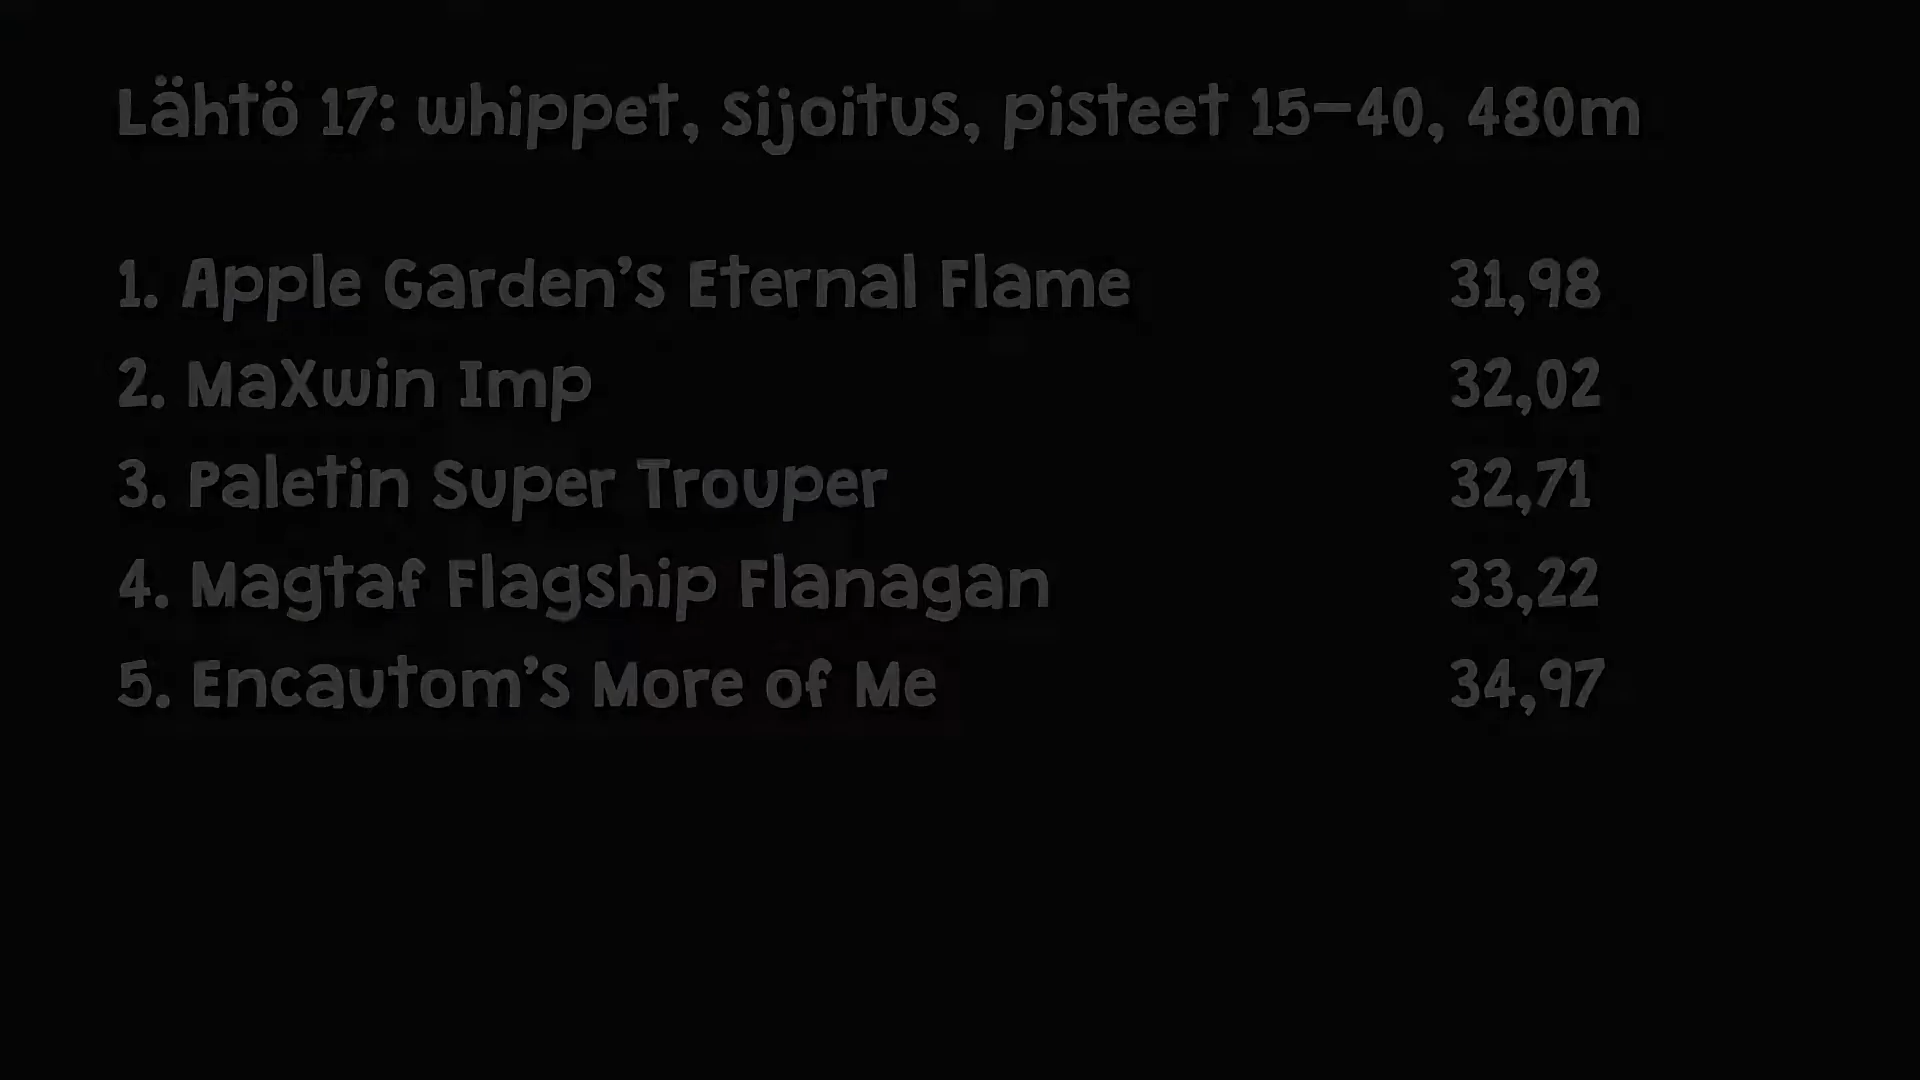 Lähtö 17: whippet, sijoitus, pisteet 15–40, 480m
1. Apple Garden’s Eternal Flame 31,98
2. MaXwin Imp 32,02
3. Paletin Super Trouper 32,71
4. Magtaf Flagship Flanagan 33,22
5. Encautom’s More of Me 34,97